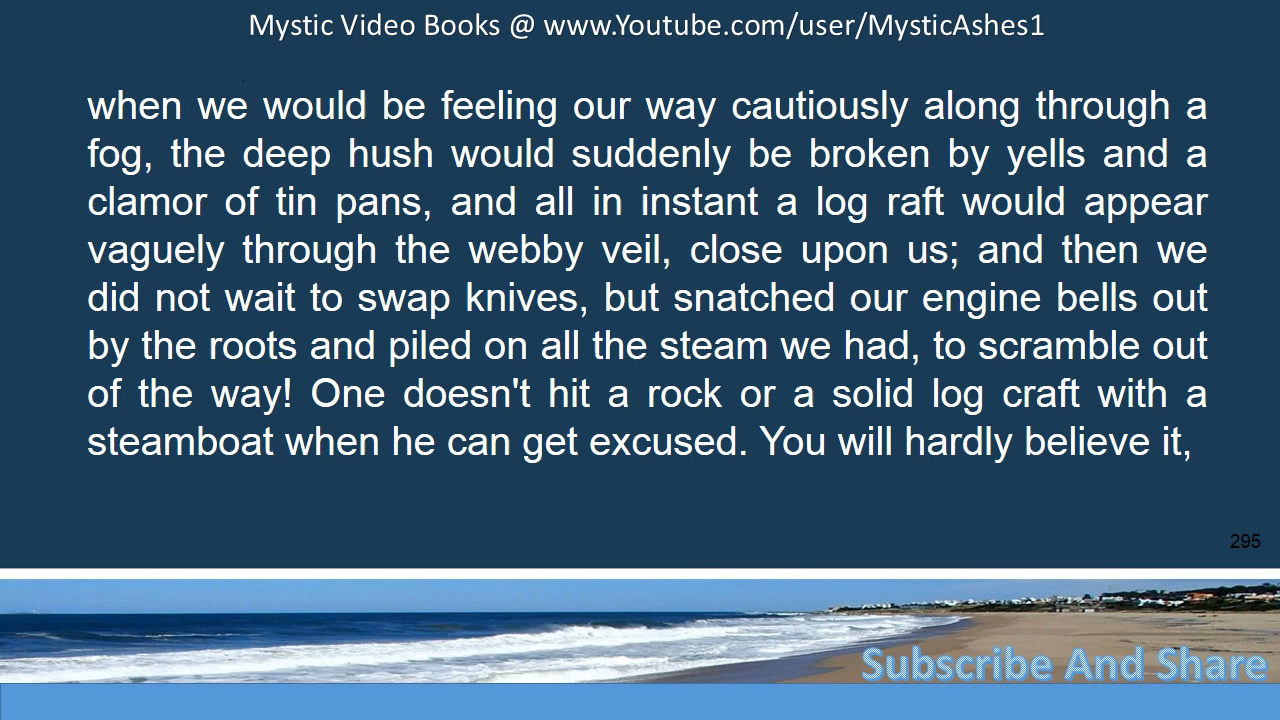 Mystic Video Books @ www.Youtube.com/user/MysticAshes1
when we would be feeling our way cautiously along through a
fog, the deep hush would suddenly be broken by yells and a
clamor of tin pans, and all in instant a log raft would appear
vaguely through the webby veil, close upon us; and then we
did not wait to swap knives, but snatched our engine bells out
by the roots and piled on all the steam we had, to scramble out
of the way! One doesn't hit a rock or a solid log craft with a
steamboat when he can get excused. You will hardly believe it,
295
Subscribe And Share